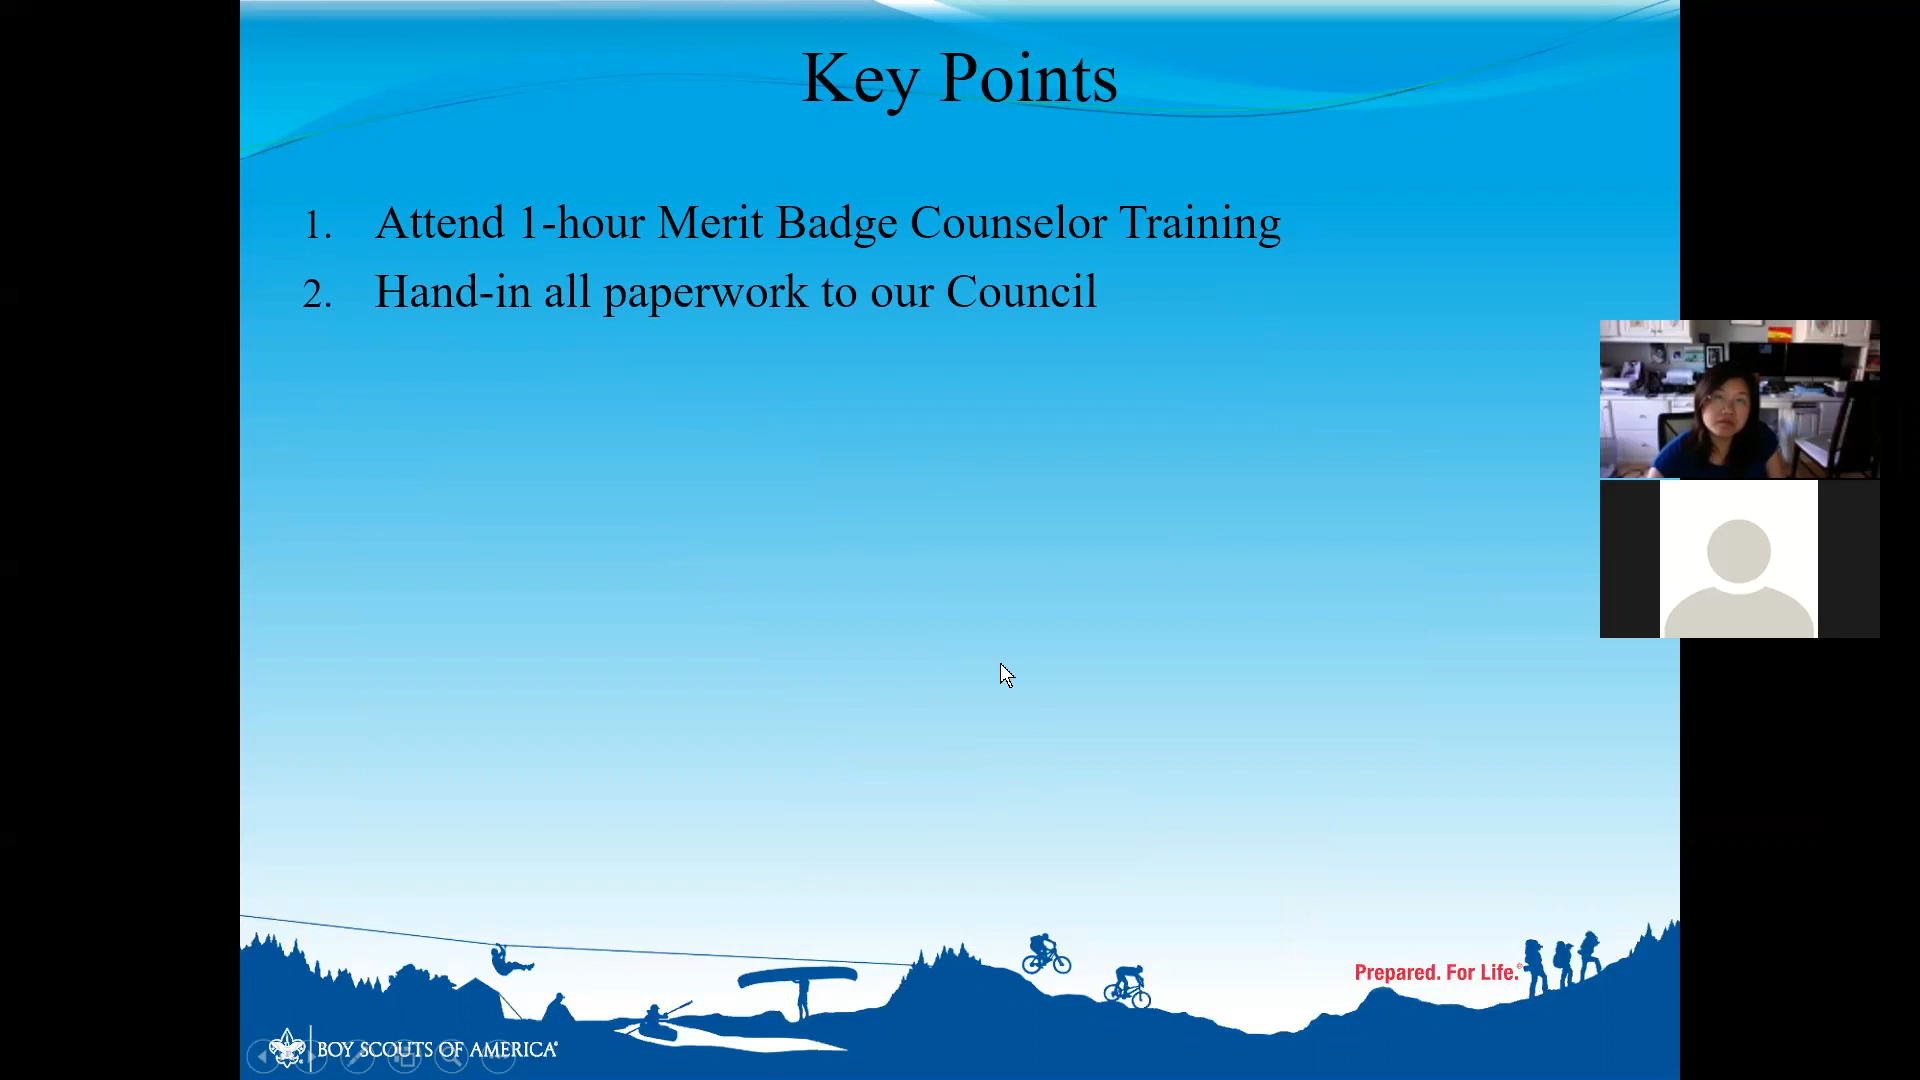 Key Points
1. Attend 1-hour Merit Badge Counselor Training
2. Hand-in all paperwork to our Council
Prepared. For Life.®
BOY SCOUTS OF AMERICA®